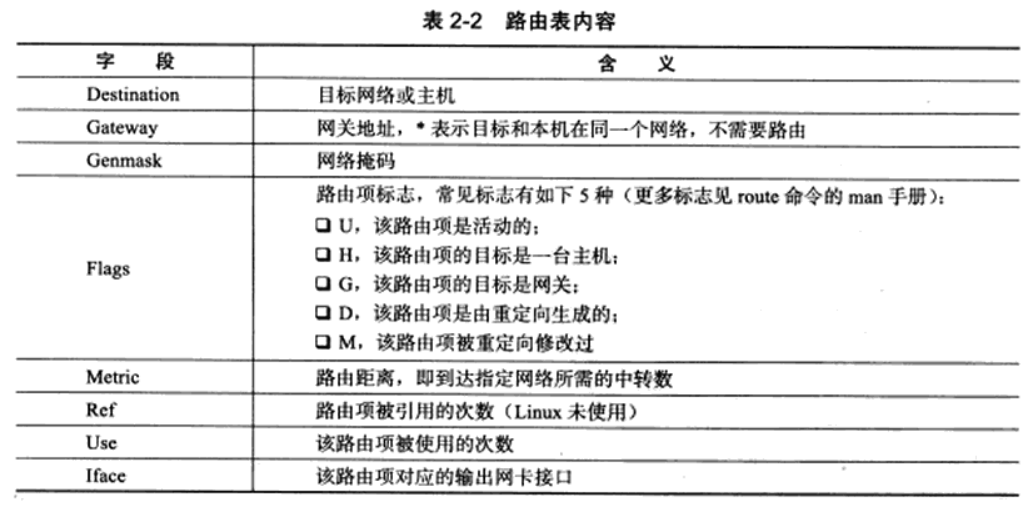 表 2-2 路由表内容
字 段 含 义
Destination 目标网络或主机
Gateway 网关地址，* 表示目标和本机在同一个网络，不需要路由
Genmask 网络掩码
路由项标志，常见标志有如下 5 种（更多标志见 route 命令的 man 手册）：
❑ U，该路由项是活动的；
❑ H，该路由项的目标是一台主机；
Flags
❑ G，该路由项的目标是网关；
❑ D，该路由项是由重定向生成的；
❑ M，该路由项被重定向修改过
Metric 路由距离，即到达指定网络所需的中转数
Ref 路由项被引用的次数（Linux 未使用）
Use 该路由项被使用的次数
Iface 该路由项对应的输出网卡接口